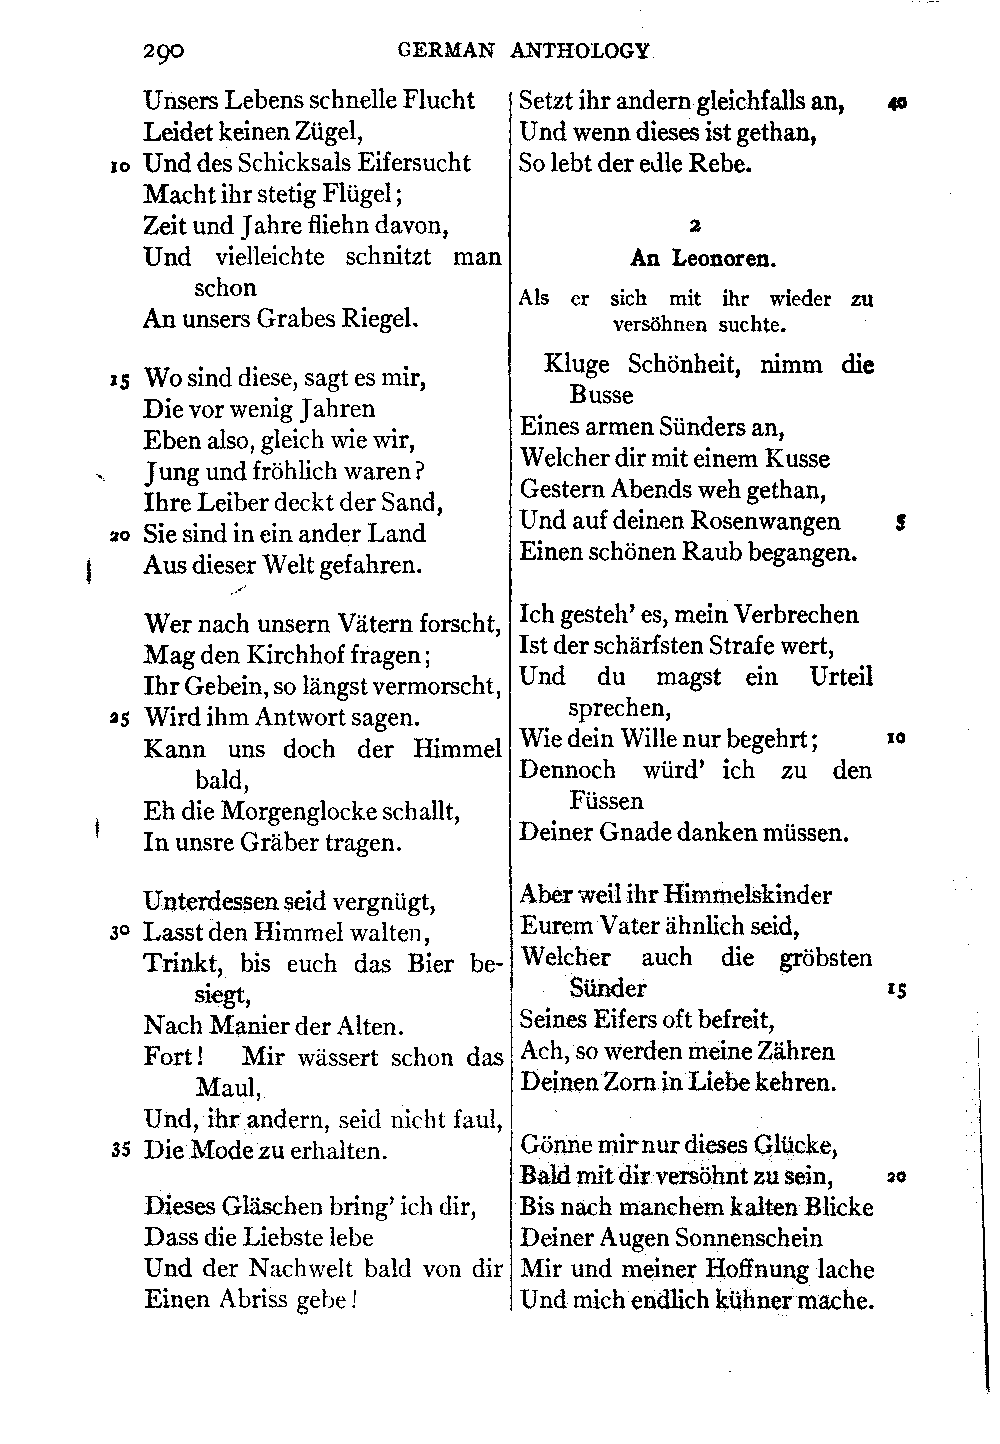 290 GERMAN ANTHOLOGY
Unsers Lebens schnelle Flucht
Leidet keinen Zügel,
10 Und des Schicksals Eifersucht
Macht ihr stetig Flügel;
Zeit und Jahre fliehn davon,
Und vielleichte schnitzt man
schon
An unsers Grabes Riegel.
15 Wo sind diese, sagt es mir,
Die vor wenig Jahren
Eben also, gleich wie wir,
Jung und fröhlich waren?
Ihre Leiber deckt der Sand,
20 Sie sind in ein ander Land
Aus dieser Welt gefahren.
Wer nach unsern Vätern forscht,
Mag den Kirchhof fragen;
Ihr Gebein, so längst vermorscht,
25 Wird ihm Antwort sagen.
Kann uns doch der Himmel
bald,
Eh die Morgenglocke schallt,
In unsre Gräber tragen.
Unterdessen seid vergnügt,
30 Lasst den Himmel walten,
Trinkt, bis euch das Bier be-
siegt,
Nach Manier der Alten.
Fort! Mir wässert schon das
Maul,
Und, ihr andern, seid nicht faul,
35 Die Mode zu erhalten.
Dieses Gläschen bring' ich dir,
Dass die Liebste lebe
Und der Nachwelt bald von dir
Einen Abriss gebe!
Setzt ihr andern gleichfalls an, 40
Und wenn dieses ist gethan,
So lebt der edle Rebe.
2
An Leonoren.
Als er sich mit ihr wieder zu
versöhnen suchte.
Kluge Schönheit, nimm die
Busse
Eines armen Sünders an,
Welcher dir mit einem Kusse
Gestern Abends weh gethan,
Und auf deinen Rosenwangen 5
Einen schönen Raub begangen.
Ich gesteh' es, mein Verbrechen
Ist der schärfsten Strafe wert,
Und du magst ein Urteil
sprechen,
Wie dein Wille nur begehrt; 10
Dennoch würd' ich zu den
Füssen
Deiner Gnade danken müssen.
Aber weil ihr Himmelskinder
Eurem Vater ähnlich seid,
Welcher auch die gröbsten
Sünder 15
Seines Eifers oft befreit,
Ach, so werden meine Zähren
Deinen Zorn in Liebe kehren.
Gönne mir nur dieses Glücke,
Bald mit dir versöhnt zu sein, 20
Bis nach manchem kalten Blicke
Deiner Augen Sonnenschein
Mir und meiner Hoffnung lache
Und mich endlich kühner mache.